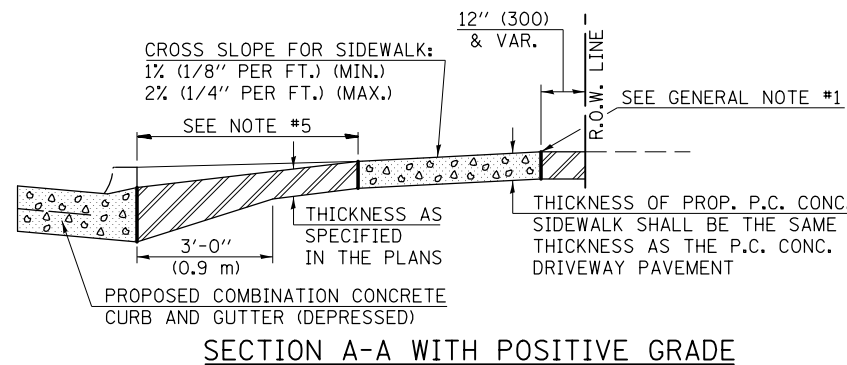 12" (300)
& VAR.
CROSS SLOPE FOR SIDEWALK:
1% (1/8" PER FT.) (MIN.)
2% (1/4" PER FT.) (MAX.)
R.O.W. LINE
SEE GENERAL NOTE #1
SEE NOTE #5
THICKNESS AS
SPECIFIED
IN THE PLANS
THICKNESS OF PROP. P.C. CONC.
SIDEWALK SHALL BE THE SAME
THICKNESS AS THE P.C. CONC.
DRIVEWAY PAVEMENT
3'-0"
(0.9 m)
PROPOSED COMBINATION CONCRETE
CURB AND GUTTER (DEPRESSED)
SECTION A-A WITH POSITIVE GRADE